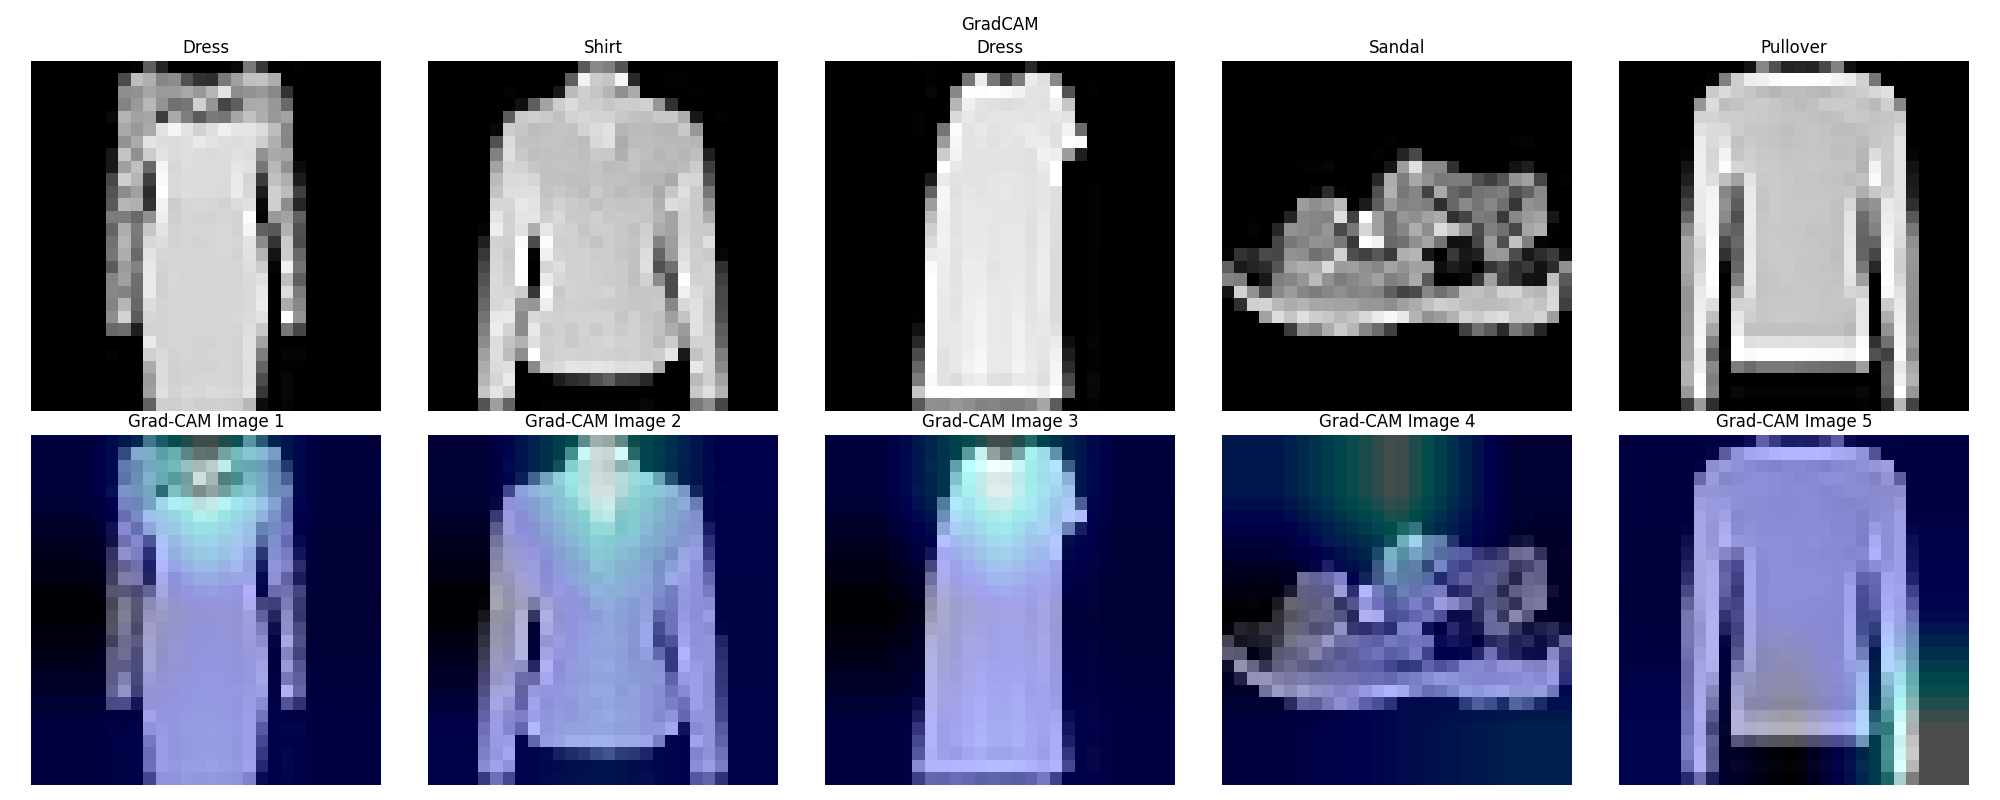 GradCAM
Dress
Shirt
Dress
Sandal
Pullover
Grad-CAM Image 1
Grad-CAM Image 2
Grad-CAM Image 3
Grad-CAM Image 4
Grad-CAM Image 5